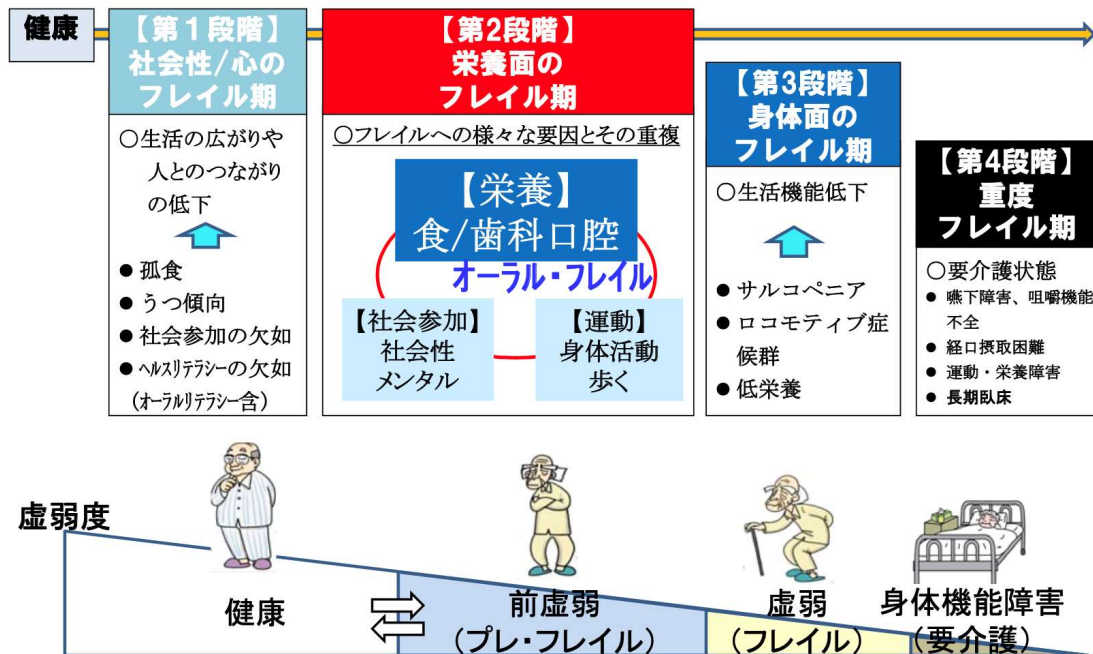 健康
【第１段階】
社会性/心の
フレイル期
〇生活の広がりや
人とのつながり
の低下
● 孤食
● うつ傾向
● 社会参加の欠如
● ﾍﾙｽﾘﾃﾗｼｰの欠如
(ｵｰﾗﾙﾘﾃﾗｼｰ含)
【第2段階】
栄養面の
フレイル期
〇フレイルへの様々な要因とその重複
【栄養】
食/歯科口腔
オーラル・フレイル
【社会参加】
社会性
メンタル
【運動】
身体活動
歩く
【第3段階】
身体面の
フレイル期
〇生活機能低下
● サルコペニア
● ロコモティブ症
候群
● 低栄養
【第4段階】
重度
フレイル期
〇要介護状態
● 嚥下障害、咀嚼機能
不全
● 経口摂取困難
● 運動・栄養障害
● 長期臥床
虚弱度
健康
前虚弱
(プレ・フレイル)
虚弱
(フレイル)
身体機能障害
(要介護)